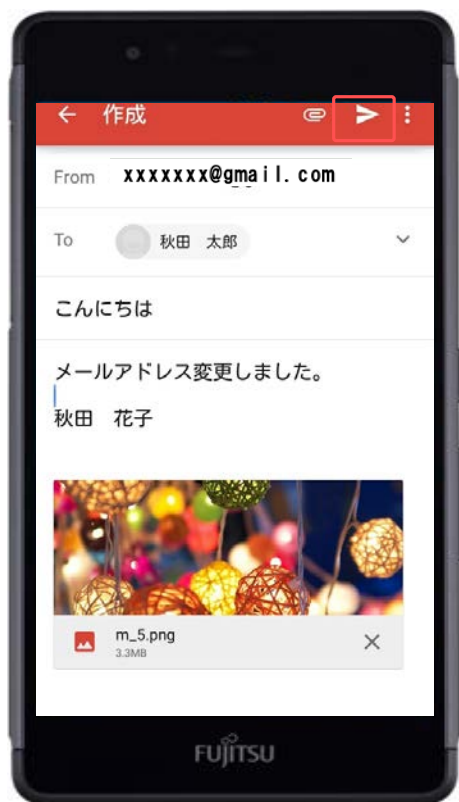 作成
From xxxxxxx@gmail.com
To 秋田 太郎
こんにちは
メールアドレス変更しました。
秋田 花子
m_5.png
3.3MB
FUJITSU